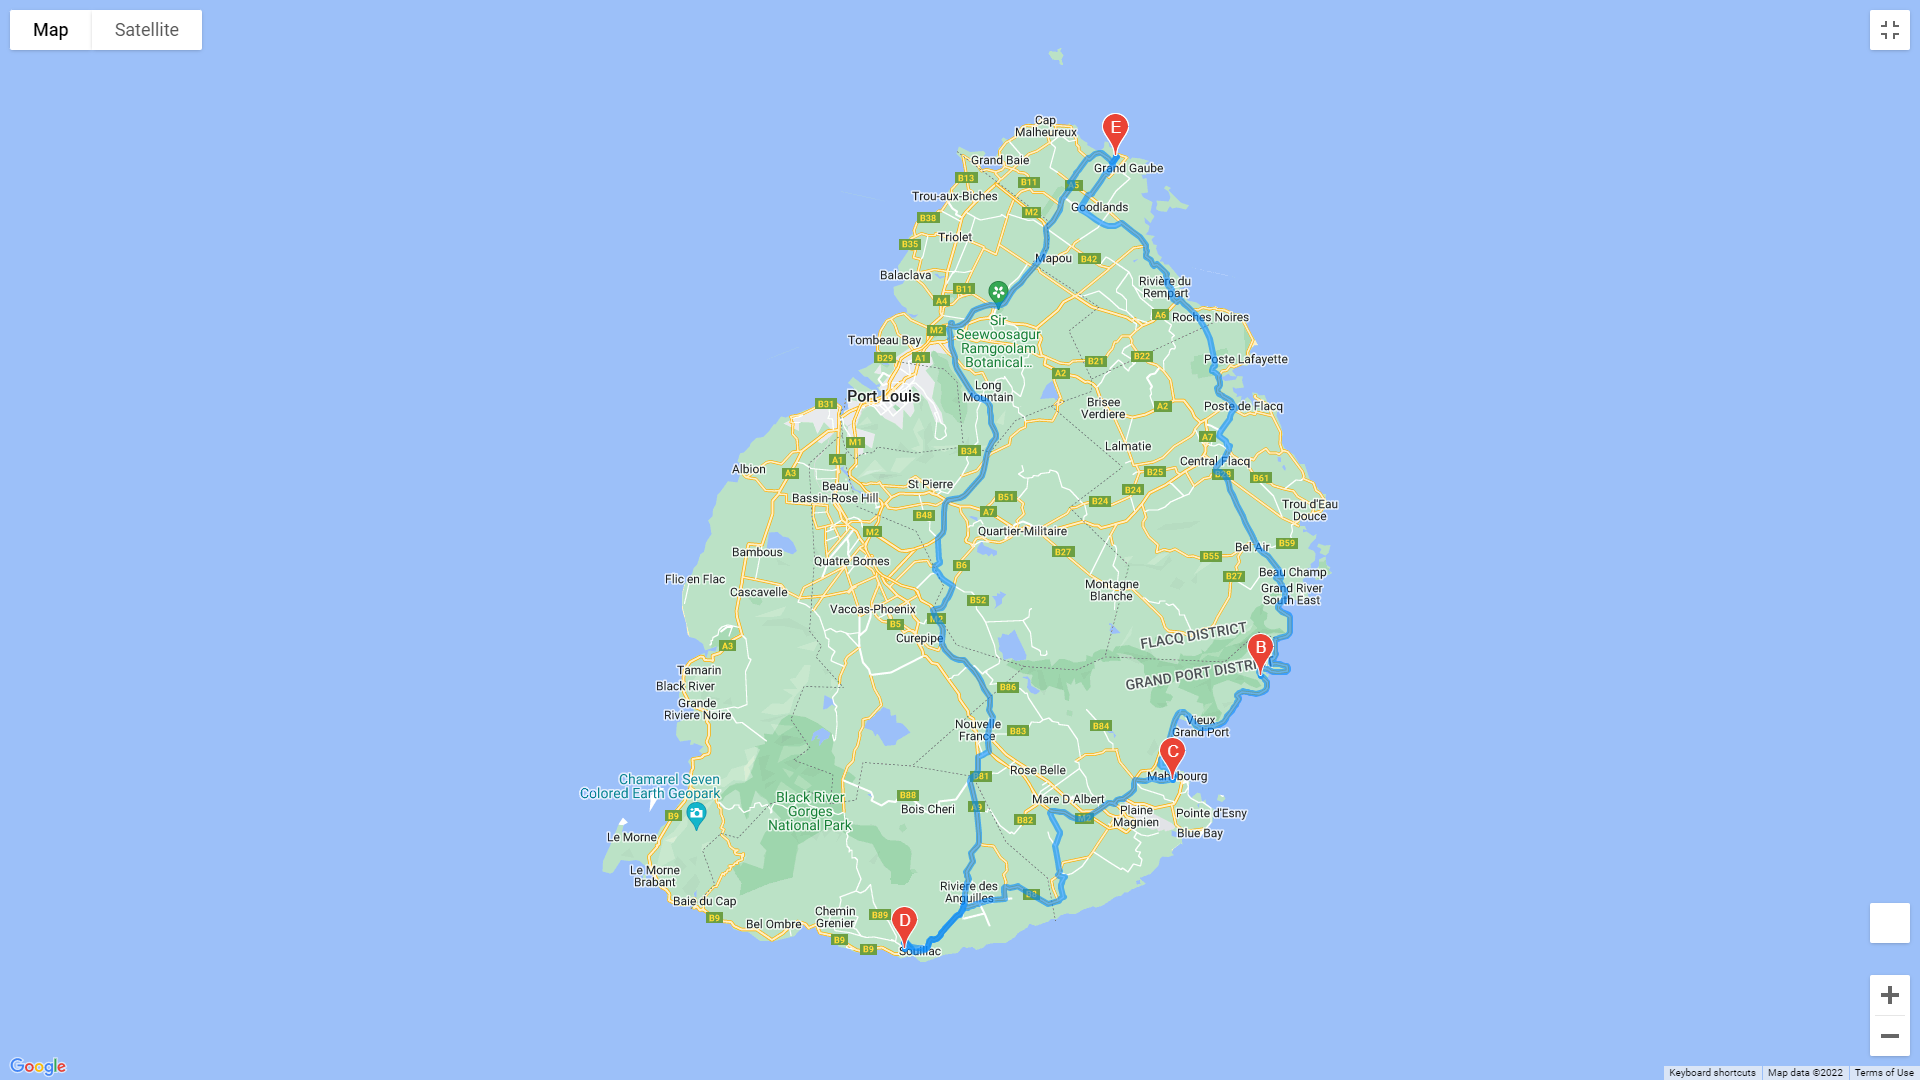 Map
Satellite
Cap
Malheureux
E
Grand Baie
Grand Gaube
B13
B11
A5
Trou-aux-Biches
Goodlands
M2
B38
Triolet
B35
Mapou
B42
Balaclava
Rivière du
Rempart
B11
A4
A6
Roches Noires
Sir
Seewoosagur
Ramgoolam
Botanical...
M2
Tombeau Bay
B29
A1
B21
B22
Poste Lafayette
A2
Long
Mountain
Port Louis
B31
Brisee
Verdiere
A2
Poste de Flacq
M1
A7
Lalmatie
B34
A1
Central Flacq
Albion
A3
B25
B28
B61
Beau
Bassin-Rose Hill
St Pierre
B24
B51
B24
Trou d'Eau
Douce
B48
A7
M2
Quartier-Militaire
B59
Bel Air
Bambous
B27
B55
Quatre Bornes
B6
Beau Champ
B27
Flic en Flac
Montagne
Blanche
Grand River
South East
Cascavelle
B52
Vacoas-Phoenix
M2
B5
Curepipe
FLACQ DISTRICT
A3
B
GRAND PORT DISTRI
Tamarin
Black River
B86
Grande
Riviere Noire
Nouvelle
France
B83
B84
Vieux
Grand Port
C
Rose Belle
B81
Mahebourg
Chamarel Seven
Colored Earth Geopark
Black River
Gorges
National Park
B88
Bois Cheri
A9
Mare D Albert
B9
B82
M2
Plaine
Magnien
Pointe d'Esny
Blue Bay
Le Morne
Le Morne
Brabant
Riviere des
Anguilles
B8
Baie du Cap
B9
Chemin
Grenier
B89
D
Bel Ombre
B9
B9
Souillac
Google
Keyboard shortcuts
Map data ©2022
Terms of Use